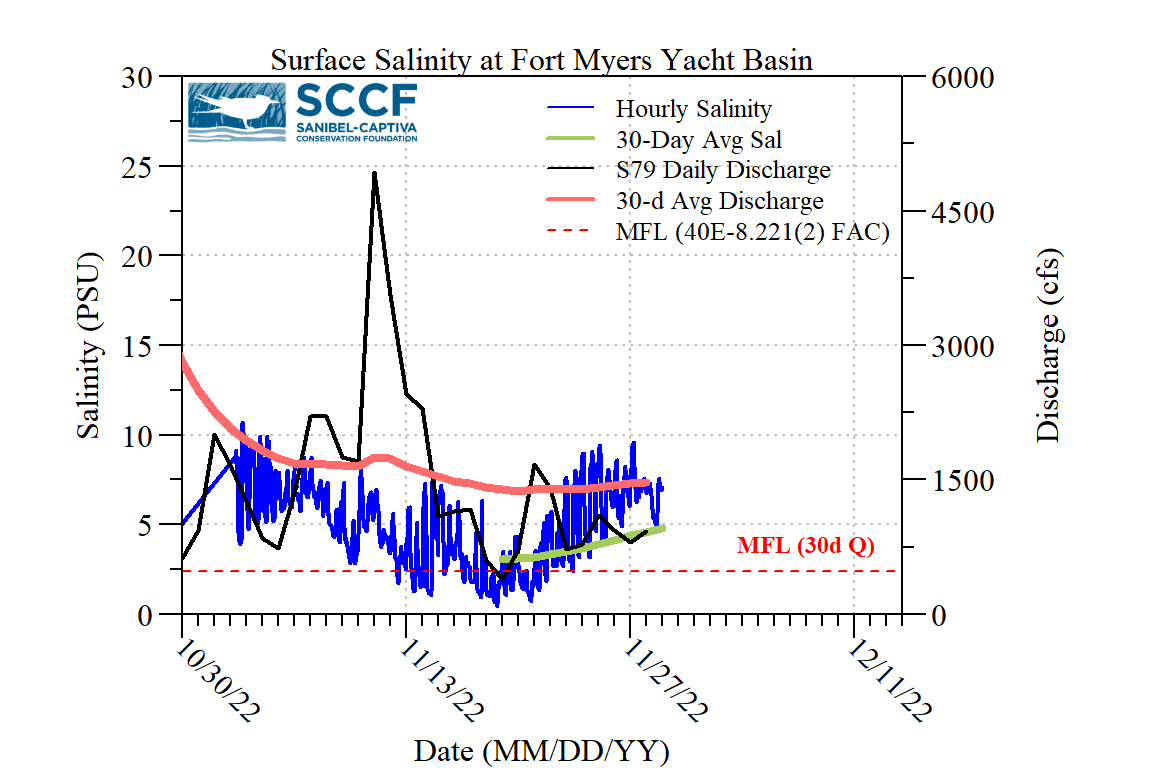 Surface Salinity at Fort Myers Yacht Basin
SCCF
SANIBEL-CAPTIVA
CONSERVATION FOUNDATION
Hourly Salinity
30-Day Avg Sal
S79 Daily Discharge
30-d Avg Discharge
MFL (40E-8.221(2) FAC)
30
25
20
15
10
5
0
Salinity (PSU)
6000
4500
3000
1500
0
Discharge (cfs)
MFL (30d Q)
10/30/22
11/13/22
11/27/22
12/11/22
Date (MM/DD/YY)